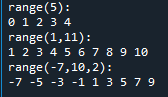 range(5):
0 1 2 3 4
range(1,11):
1 2 3 4 5 6 7 8 9 10
range(-7,10,2):
-7 -5 -3 -1 1 3 5 7 9